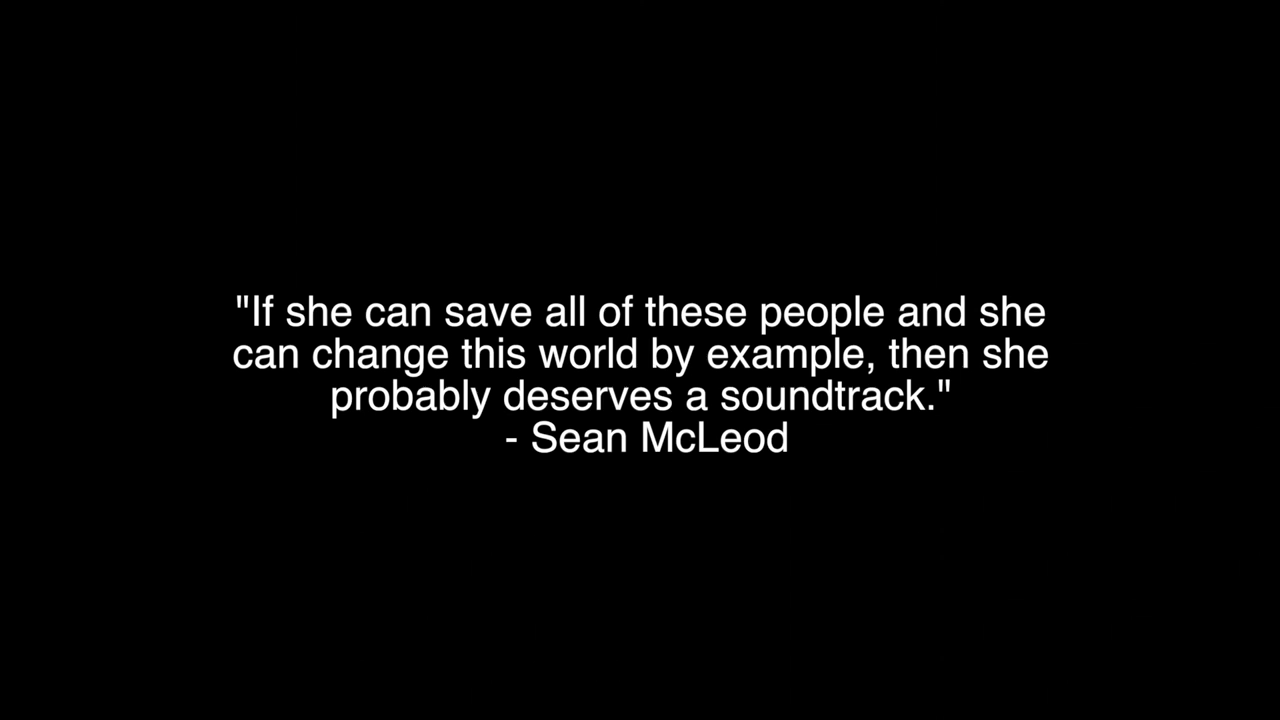 "If she can save all of these people and she
can change this world by example, then she
probably deserves a soundtrack."
- Sean McLeod